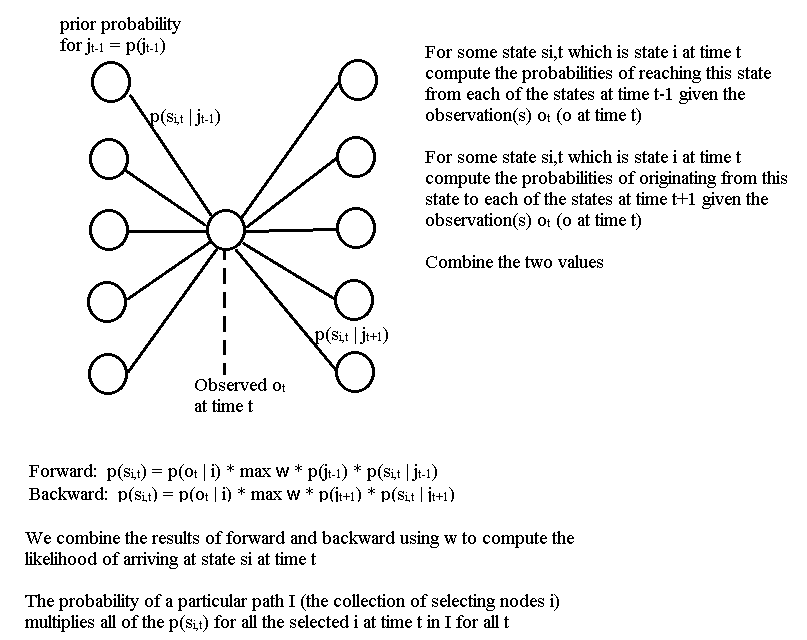 prior probability
for jt-1 = p(jt-1)
p(si,t | jt-1)
For some state si,t which is state i at time t
compute the probabilities of reaching this state
from each of the states at time t-1 given the
observation(s) ot (o at time t)
For some state si,t which is state i at time t
compute the probabilities of originating from this
state to each of the states at time t+1 given the
observation(s) ot (o at time t)
Combine the two values
p(si,t | jt+1)
Observed ot
at time t
Forward: p(si,t) = p(ot | i) * max w * p(jt-1) * p(si,t | jt-1)
Backward: p(si,t) = p(ot | i) * max w * p(jt+1) * p(si,t | jt+1)
We combine the results of forward and backward using w to compute the
likelihood of arriving at state si at time t
The probability of a particular path I (the collection of selecting nodes i)
multiplies all of the p(si,t) for all the selected i at time t in I for all t